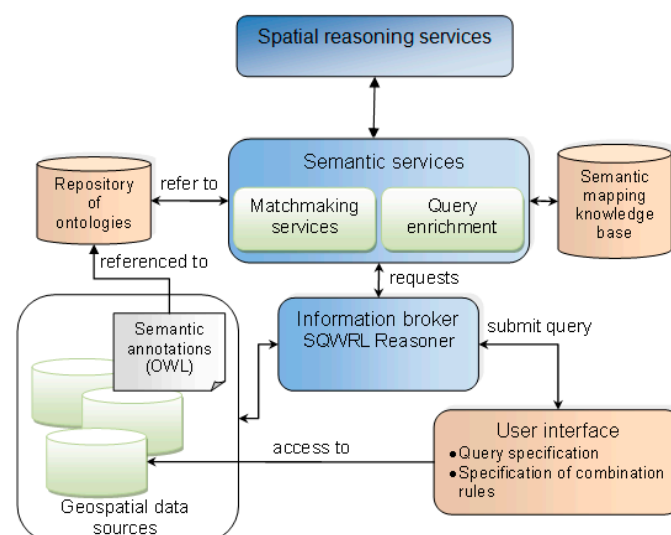 Spatial reasoning services
Semantic services
Matchmaking
services
Query
enrichment
Repository
of
ontologies
refer to
Semantic
mapping
knowledge
base
referenced to
requests
Semantic
annotations
(OWL)
Information broker
SQWRL Reasoner
submit query
User interface
●Query specification
●Specification of combination
rules
access to
Geospatial data
sources